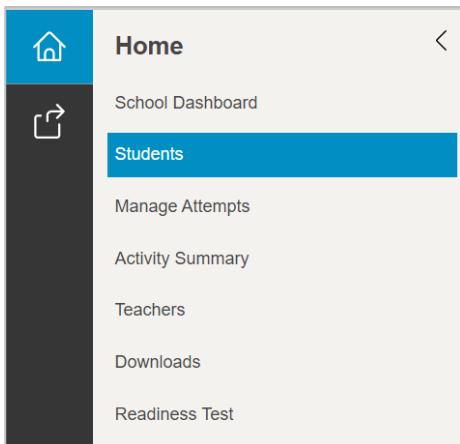 Home
School Dashboard
Students
Manage Attempts
Activity Summary
Teachers
Downloads
Readiness Test